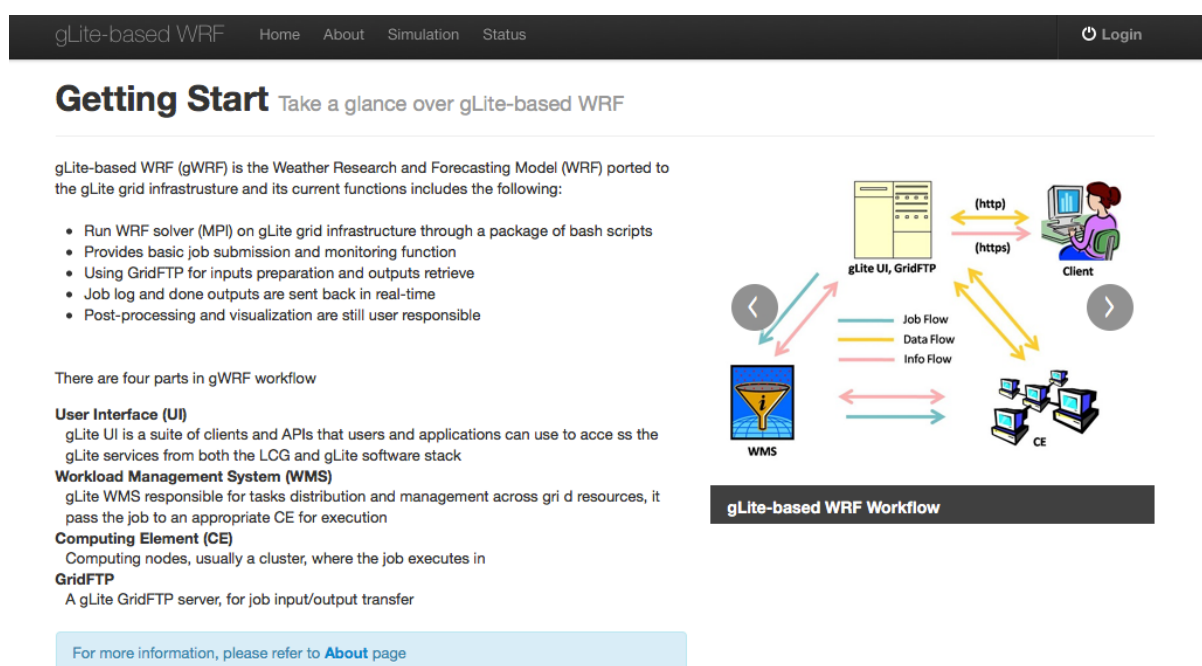 gLite-based WRF Home About Simulation Status Login
Getting Start Take a glance over gLite-based WRF
gLite-based WRF (gWRF) is the Weather Research and Forecasting Model (WRF) ported to
the gLite grid infrastrusture and its current functions includes the following:
Run WRF solver (MPI) on gLite grid infrastructure through a package of bash scripts
Provides basic job submission and monitoring function
Using GridFTP for inputs preparation and outputs retrieve
Job log and done outputs are sent back in real-time
Post-processing and visualization are still user responsible
There are four parts in gWRF workflow
User Interface (UI)
gLite UI is a suite of clients and APIs that users and applications can use to acce ss the
gLite services from both the LCG and gLite software stack
Workload Management System (WMS)
gLite WMS responsible for tasks distribution and management across gri d resources, it
pass the job to an appropriate CE for execution
Computing Element (CE)
Computing nodes, usually a cluster, where the job executes in
GridFTP
A gLite GridFTP server, for job input/output transfer
For more information, please refer to About page
(http)
(https)
gLite UI, GridFTP
Client
Job Flow
Data Flow
Info Flow
i
WMS
CE
gLite-based WRF Workflow